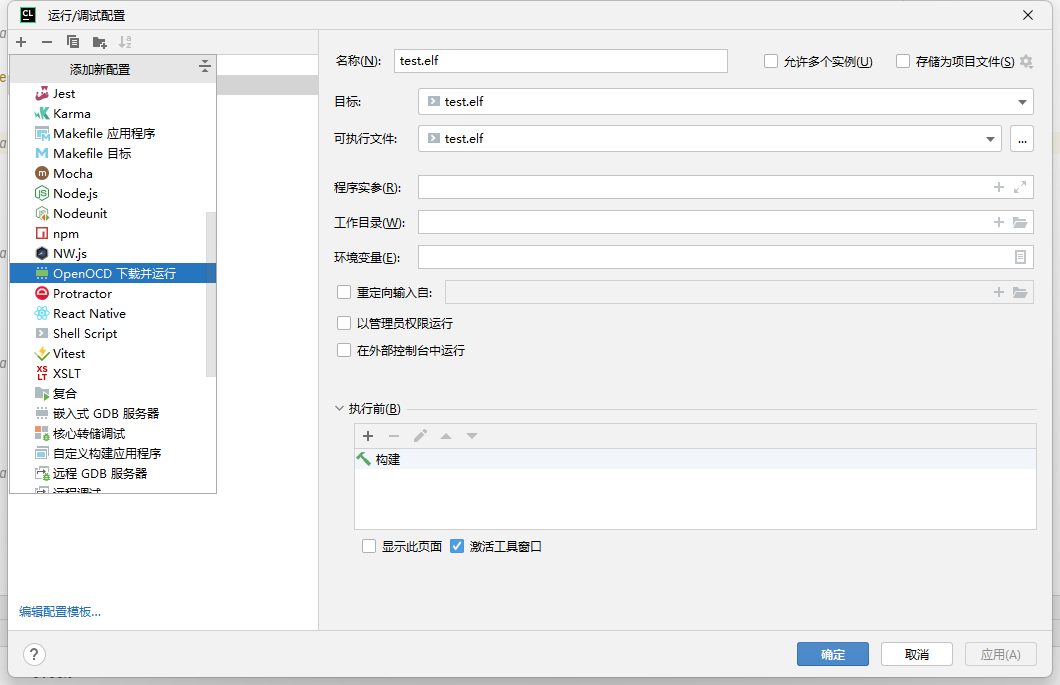 CL 运行/调试配置
添加新配置
Jest
Karma
Makefile 应用程序
Makefile 目标
Mocha
Node.js
Nodeunit
npm
NW.js
OpenOCD 下载并运行
Protractor
React Native
Shell Script
Vitest
XSLT
复合
嵌入式 GDB 服务器
核心转储调试
自定义构建应用程序
远程 GDB 服务器
远程调试
编辑配置模板...
名称(N): test.elf 允许多个实例(U) 存储为项目文件(S)
目标: test.elf
可执行文件: test.elf ...
程序实参(R):
工作目录(W):
环境变量(E):
重定向输入自:
以管理员权限运行
在外部控制台中运行
执行前(B)
构建
显示此页面 激活工具窗口
? 确定 取消 应用(A)